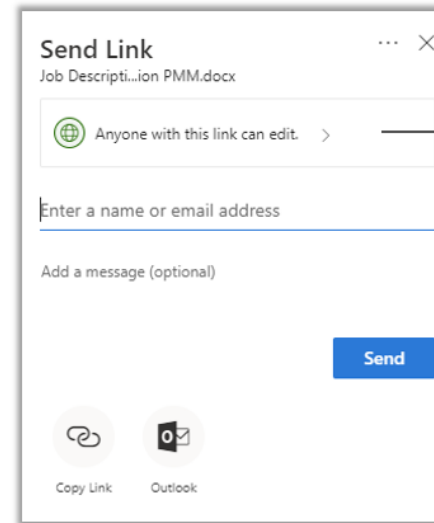 Send Link
Job Descripti...ion PMM.docx
Anyone with this link can edit.
Enter a name or email address
Add a message (optional)
Send
Copy Link
Outlook